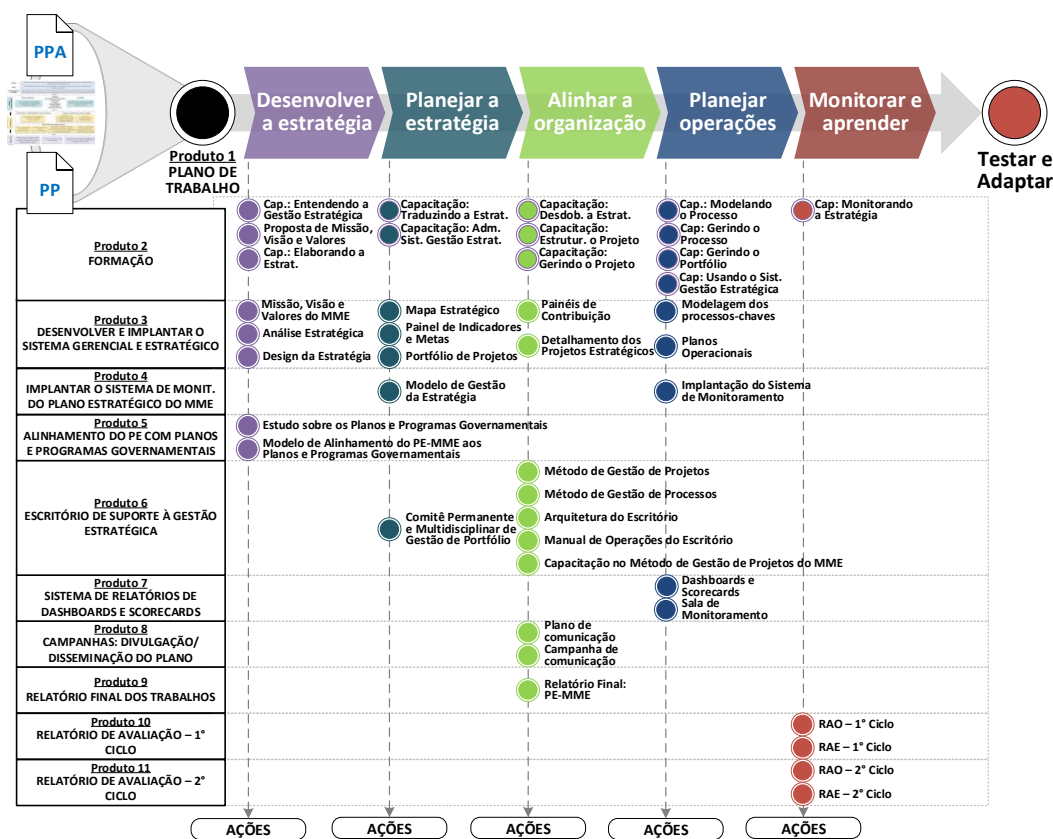 PPA
PP
Desenvolver
a estratégia
Planejar a
estratégia
Alinhar a
organização
Planejar
operações
Monitorar e
aprender
Testar e
Adaptar
Produto 1
PLANO DE
TRABALHO
Produto 2
FORMAÇÃO
Cap.: Entendendo a
Gestão Estratégica
Proposta de Missão,
Visão e Valores
Cap.: Elaborando a
Estrat.
Capacitação:
Traduzindo a Estrat.
Capacitação: Adm.
Sist. Gestão Estrat.
Capacitação:
Desdob. a Estrat.
Capacitação:
Estrutur. o Projeto
Capacitação:
Gerindo o Projeto
Cap.: Modelando
o Processo
Cap: Gerindo o
Processo
Cap: Gerindo o
Portfólio
Cap: Usando o Sist.
Gestão Estratégica
Cap: Monitorando
a Estratégia
Produto 3
DESENVOLVER E IMPLANTAR O
SISTEMA GERENCIAL E ESTRATÉGICO
Missão, Visão e
Valores do MME
Análise Estratégica
Design da Estratégia
Mapa Estratégico
Painel de Indicadores
e Metas
Portfólio de Projetos
Painéis de
Contribuição
Detalhamento dos
Projetos Estratégicos
Modelagem dos
processos-chaves
Planos
Operacionais
Produto 4
IMPLANTAR O SISTEMA DE MONIT.
DO PLANO ESTRATÉGICO DO MME
Modelo de Gestão
da Estratégia
Implantação do Sistema
de Monitoramento
Produto 5
ALINHAMENTO DO PE COM PLANOS
E PROGRAMAS GOVERNAMENTAIS
Estudo sobre os Planos e Programas Governamentais
Modelo de Alinhamento do PE-MME aos
Planos e Programas Governamentais
Produto 6
ESCRITÓRIO DE SUPORTE À GESTÃO
ESTRATÉGICA
Comitê Permanente
e Multidisciplinar de
Gestão de Portfólio
Método de Gestão de Projetos
Método de Gestão de Processos
Arquitetura do Escritório
Manual de Operações do Escritório
Capacitação no Método de Gestão de Projetos do MME
Produto 7
SISTEMA DE RELATÓRIOS DE
DASHBOARDS E SCORECARDS
Dashboards e
Scorecards
Sala de
Monitoramento
Produto 8
CAMPANHAS: DIVULGAÇÃO/
DISSEMINAÇÃO DO PLANO
Plano de
comunicação
Campanha de
comunicação
Produto 9
RELATÓRIO FINAL DOS TRABALHOS
Relatório Final:
PE-MME
Produto 10
RELATÓRIO DE AVALIAÇÃO – 1°
CICLO
RAO – 1° Ciclo
RAE – 1° Ciclo
Produto 11
RELATÓRIO DE AVALIAÇÃO – 2°
CICLO
RAO – 2° Ciclo
RAE – 2° Ciclo
AÇÕES
AÇÕES
AÇÕES
AÇÕES
AÇÕES